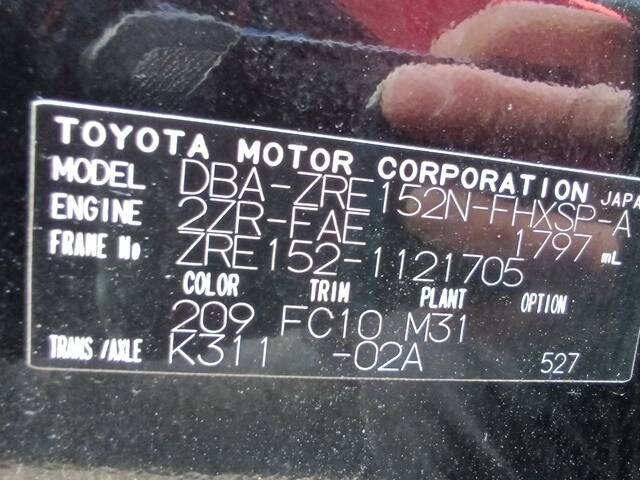 TOYOTA MOTOR CORPORATION JAPA
MODEL DBA-ZRE152N-FHXSP-A
ENGINE 2ZR-FAE 1797 mL
FRAME No ZRE152-1121705
COLOR TRIM PLANT OPTION
209 FC10 M31
TRANS/AXLE K311 -02A 527